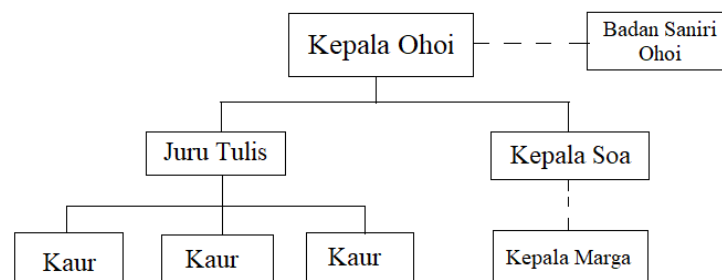 Kepala Ohoi
Badan Saniri
Ohoi
Juru Tulis
Kepala Soa
Kaur
Kaur
Kaur
Kepala Marga